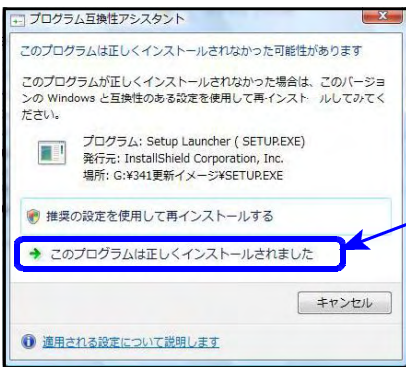 プログラム互換性アシスタント
このプログラムは正しくインストールされなかった可能性があります
このプログラムが正しくインストールされなかった場合は、このバージョ
ンの Windows と互換性のある設定を使用して再インスト ルしてみてく
ださい。
プログラム: Setup Launcher ( SETUP.EXE)
発行元: InstallShield Corporation, Inc.
場所: G:¥341更新イメージ¥SETUP.EXE
推奨の設定を使用して再インストールする
このプログラムは正しくインストールされました
キャンセル
適用される設定について説明します